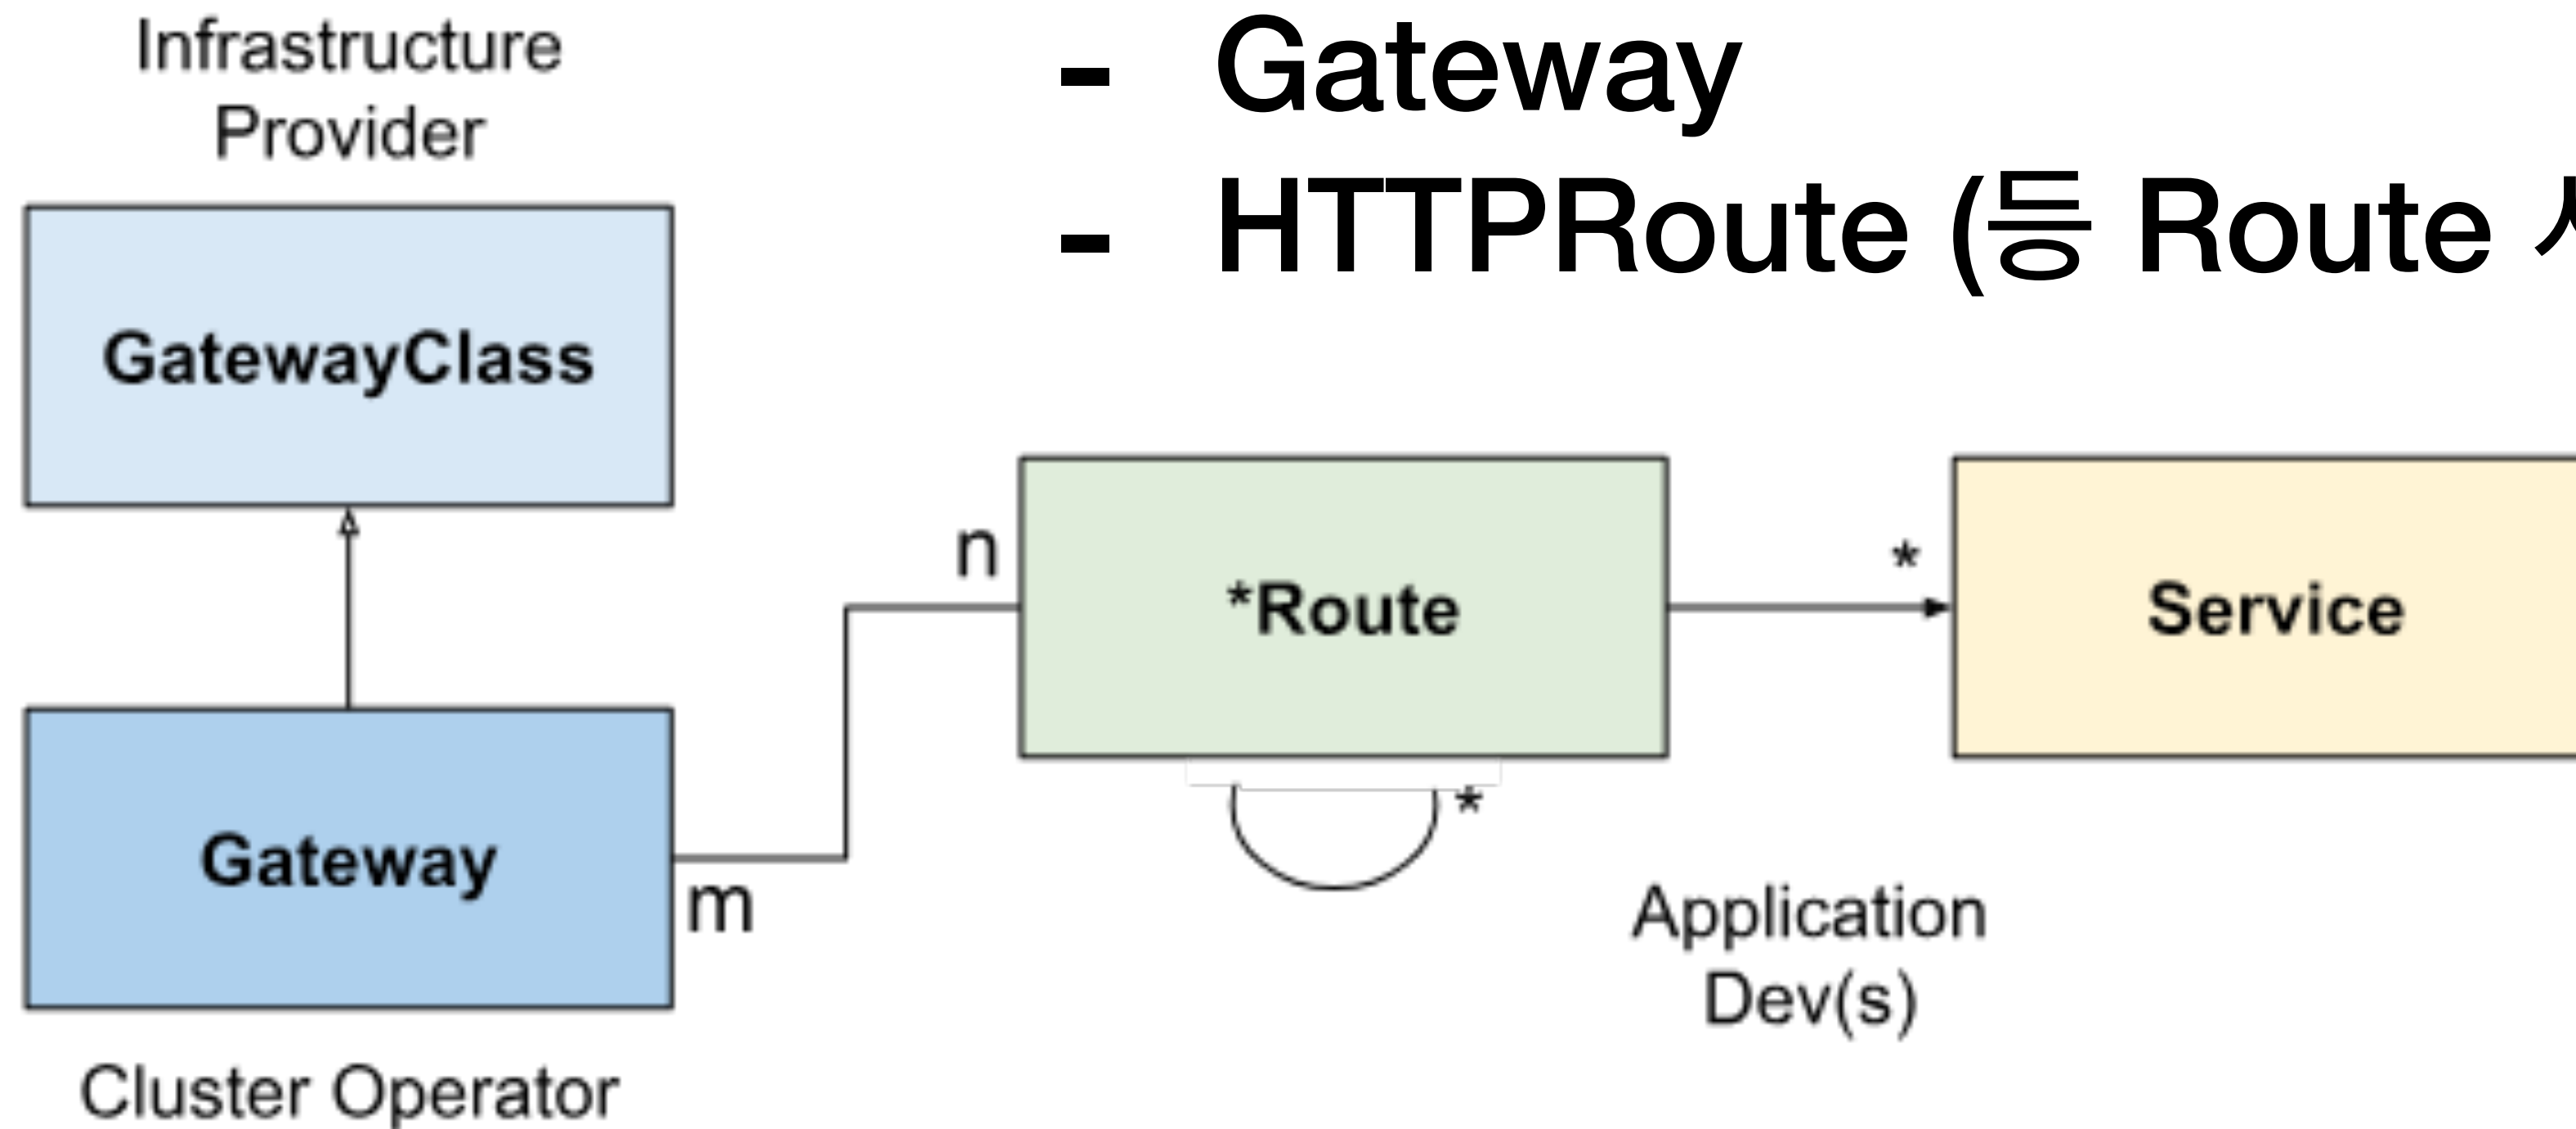 Infrastructure
Provider
- Gateway
- HTTPRoute (등 Route
GatewayClass
n
*Route
*
Service
Gateway
m
*
Application
Dev(s)
Cluster Operator